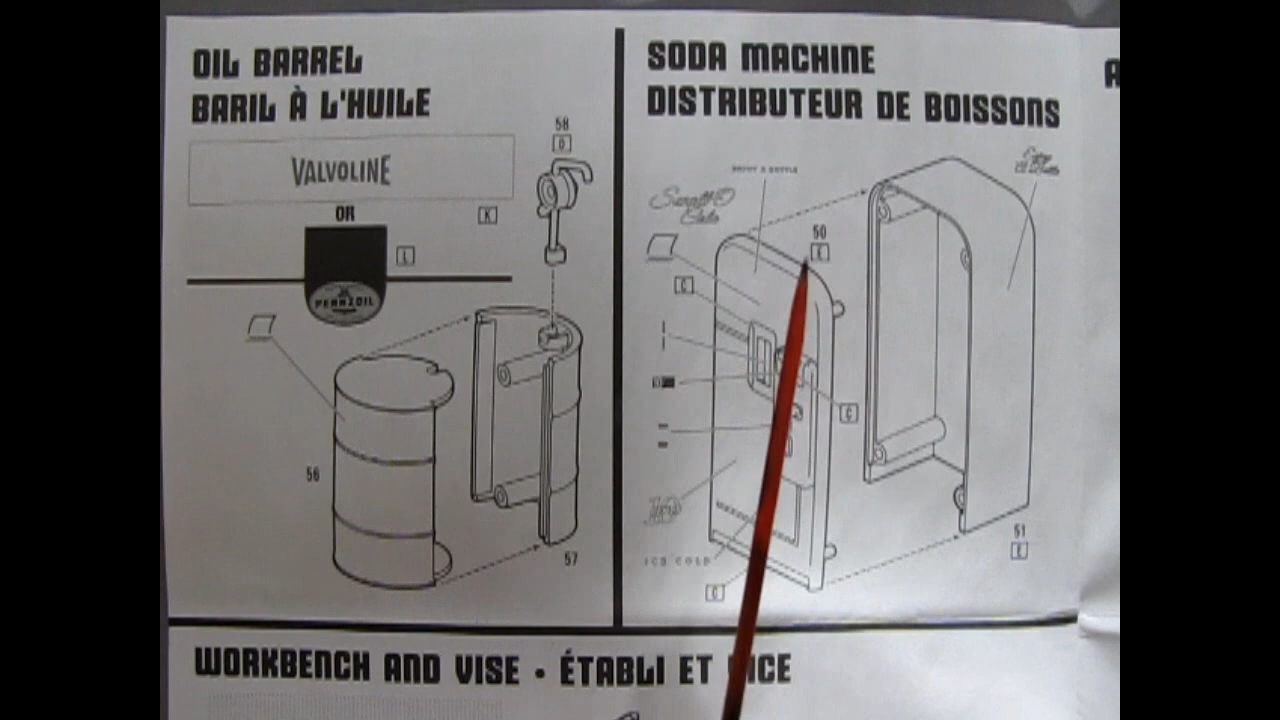 OIL BARREL
BARIL À L'HUILE
VALVOLINE
OR
K
L
PENNZOIL
58
D
56
57
SODA MACHINE
DISTRIBUTEUR DE BOISSONS
50
E
C
C
ICE COLD
C
51
E
A
WORKBENCH AND VISE • ÉTABLI ET